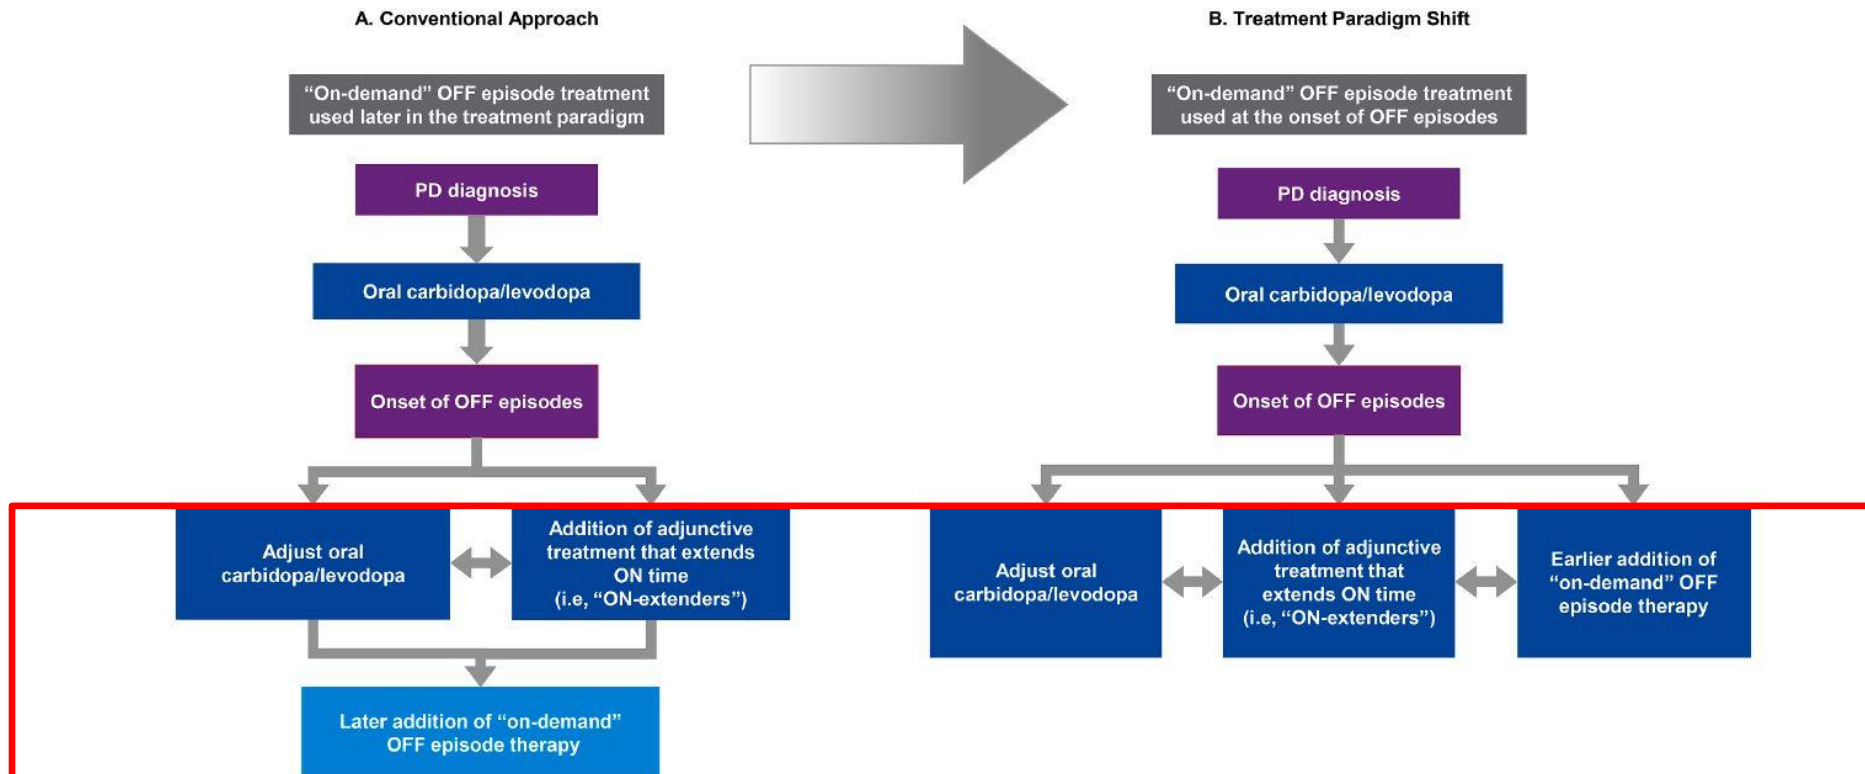 A. Conventional Approach
“On-demand” OFF episode treatment
used later in the treatment paradigm
PD diagnosis
Oral carbidopa/levodopa
Onset of OFF episodes
Adjust oral
carbidopa/levodopa
Addition of adjunctive
treatment that extends
ON time
(i.e, “ON-extenders”)
Later addition of “on-demand”
OFF episode therapy
B. Treatment Paradigm Shift
“On-demand” OFF episode treatment
used at the onset of OFF episodes
PD diagnosis
Oral carbidopa/levodopa
Onset of OFF episodes
Adjust oral
carbidopa/levodopa
Addition of adjunctive
treatment that
extends ON time
(i.e, “ON-extenders”)
Earlier addition of
“on-demand” OFF
episode therapy